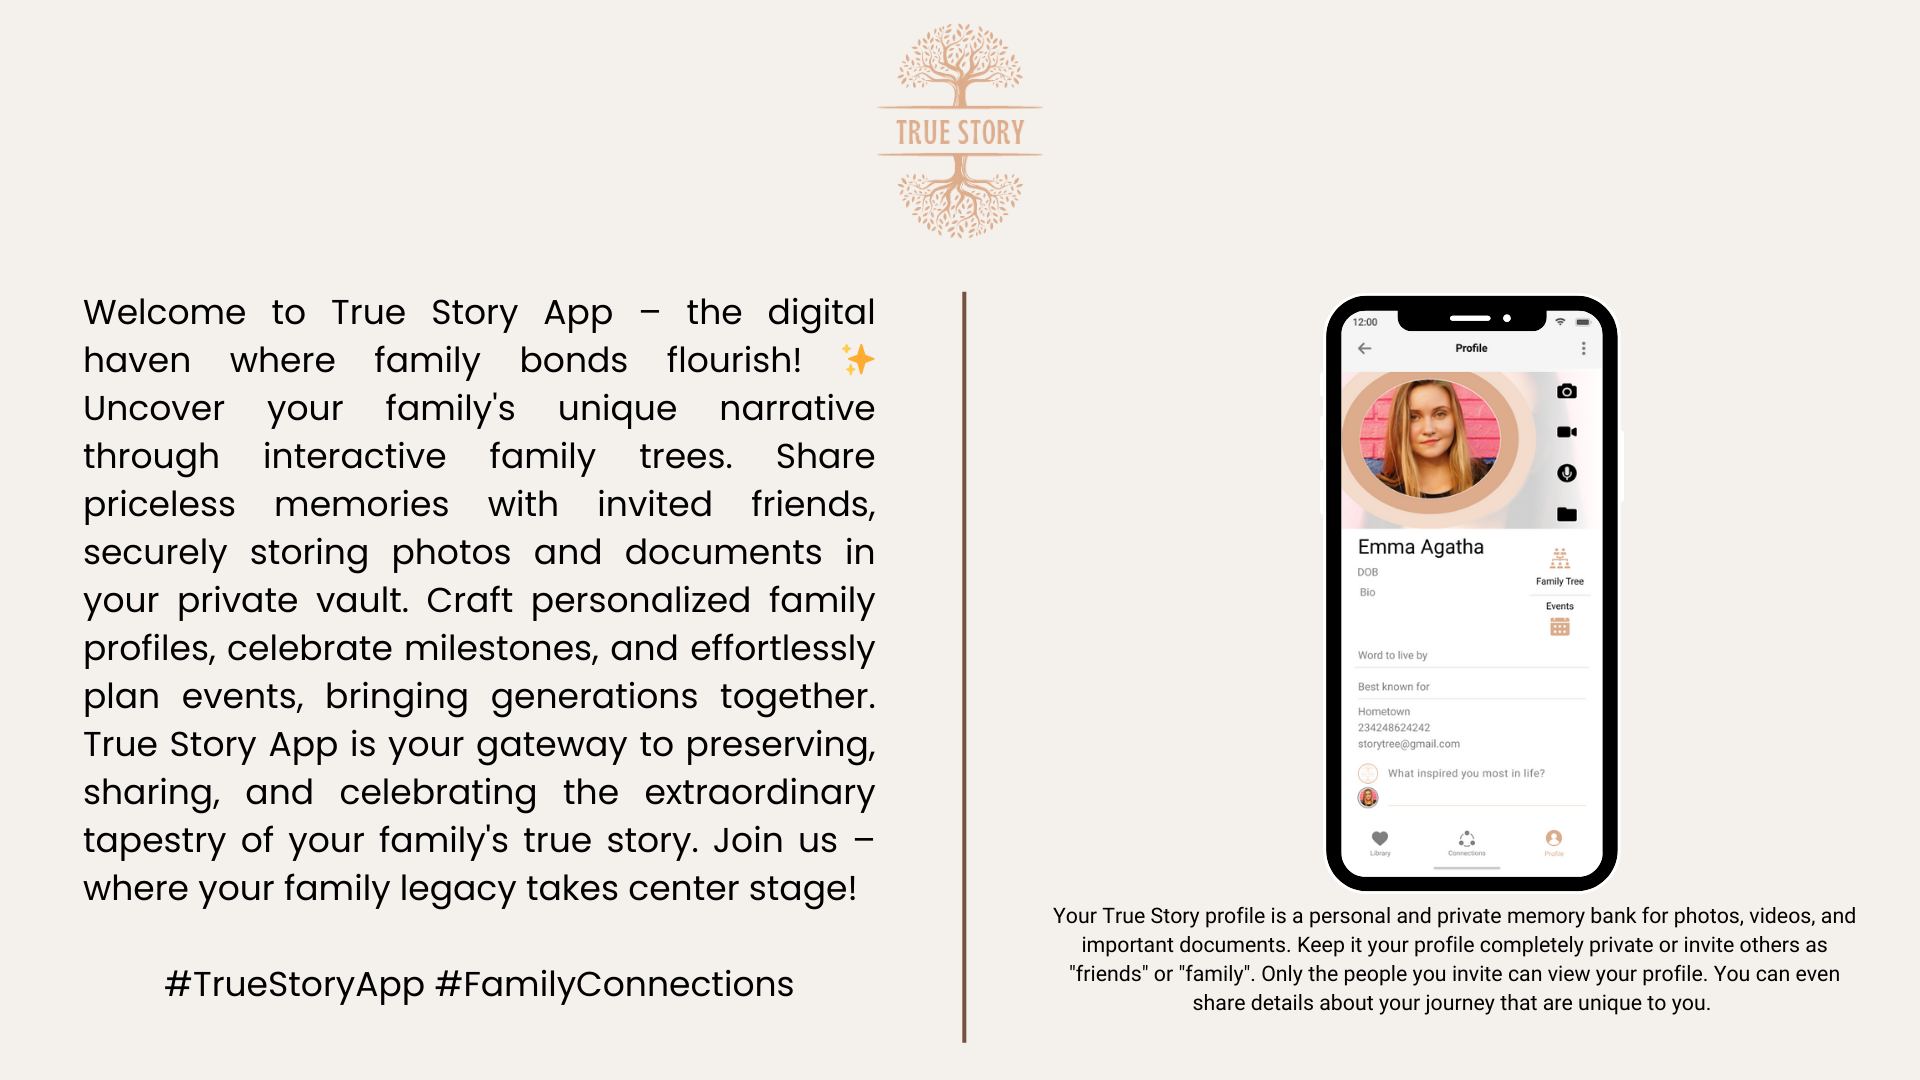 TRUE STORY
Welcome to True Story App – the digital
haven where family bonds flourish! ✨
Uncover your family's unique narrative
through interactive family trees. Share
priceless memories with invited friends,
securely storing photos and documents in
your private vault. Craft personalized family
profiles, celebrate milestones, and effortlessly
plan events, bringing generations together.
True Story App is your gateway to preserving,
sharing, and celebrating the extraordinary
tapestry of your family's true story. Join us –
where your family legacy takes center stage!
#TrueStoryApp #FamilyConnections
12:00
Profile
Emma Agatha
DOB
Bio
Family Tree
Events
Word to live by
Best known for
Hometown
234248624242
storytree@gmail.com
What inspired you most in life?
Library
Connections
Profile
Your True Story profile is a personal and private memory bank for photos, videos, and
important documents. Keep it your profile completely private or invite others as
"friends" or "family". Only the people you invite can view your profile. You can even
share details about your journey that are unique to you.